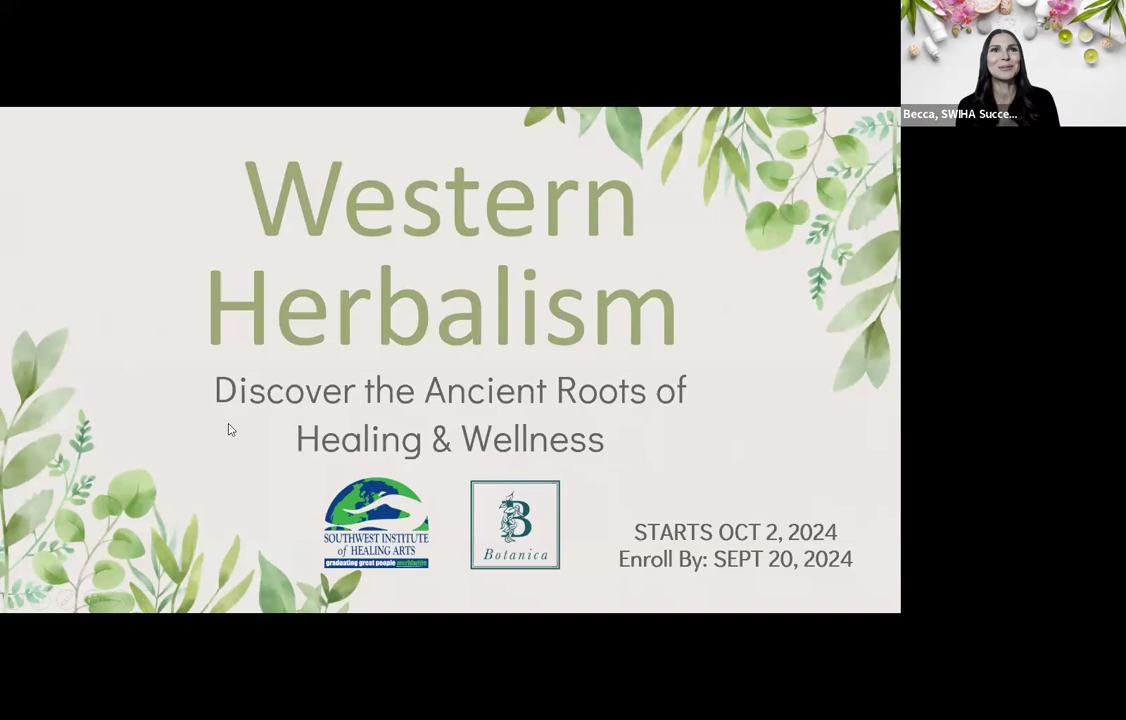 Becca, SWIHA Succe...
Western
Herbalism
Discover the Ancient Roots of
Healing & Wellness
SOUTHWEST INSTITUTE
of HEALING ARTS
graduating great people worldwide
B
Botanica
STARTS OCT 2, 2024
Enroll By: SEPT 20, 2024